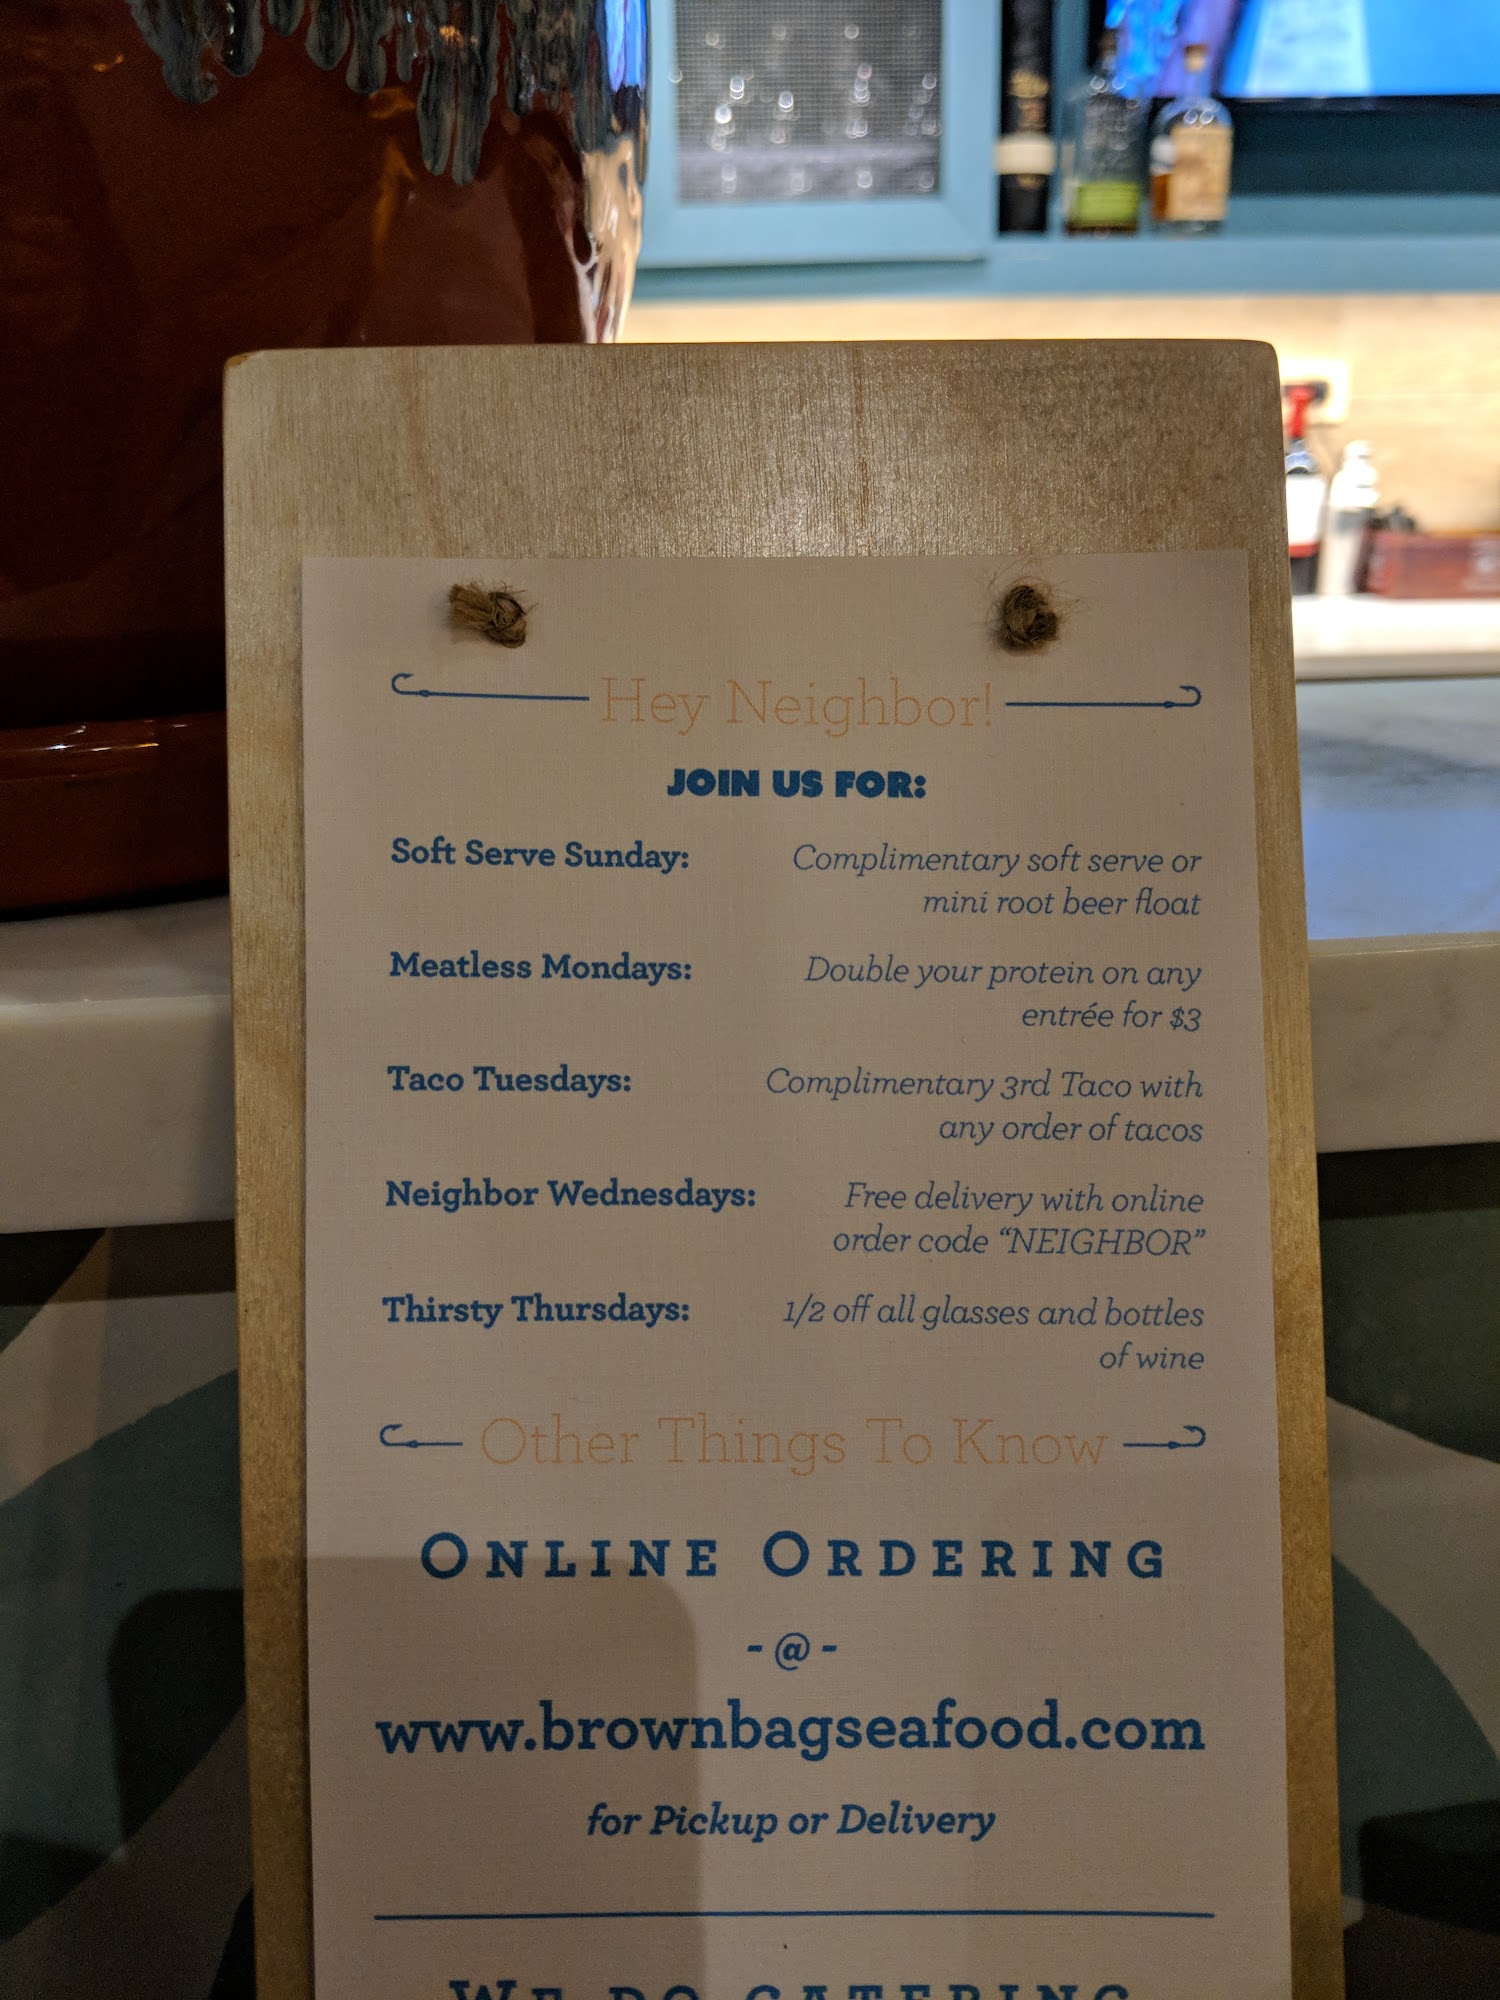 Hey Neighbor!
JOIN US FOR:
Soft Serve Sunday: Complimentary soft serve or
mini root beer float
Meatless Mondays: Double your protein on any
entrée for $3
Taco Tuesdays: Complimentary 3rd Taco with
any order of tacos
Neighbor Wednesdays: Free delivery with online
order code “NEIGHBOR”
Thirsty Thursdays: 1/2 off all glasses and bottles
of wine
Other Things To Know
ONLINE ORDERING
- @ -
www.brownbagseafood.com
for Pickup or Delivery
WE DO CATERING